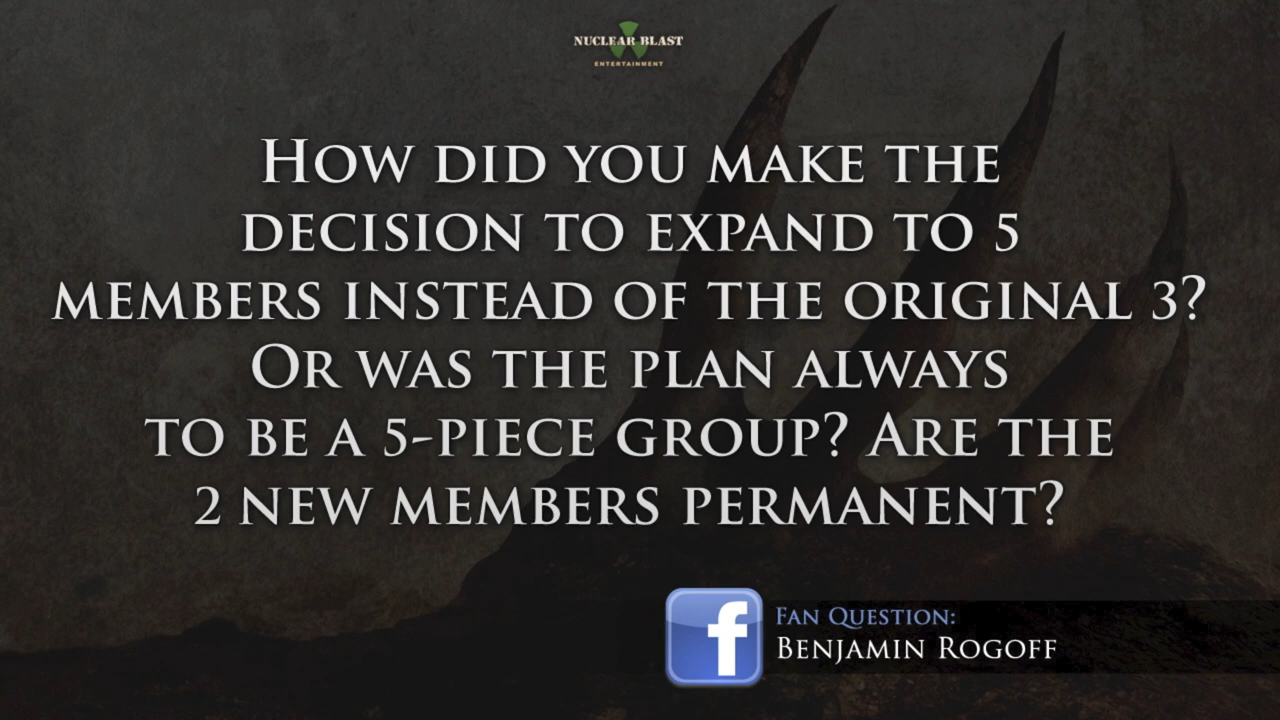 NUCLEAR BLAST
ENTERTAINMENT
HOW DID YOU MAKE THE
DECISION TO EXPAND TO 5
MEMBERS INSTEAD OF THE ORIGINAL 3?
OR WAS THE PLAN ALWAYS
TO BE A 5-PIECE GROUP? ARE THE
2 NEW MEMBERS PERMANENT?
f
FAN QUESTION:
BENJAMIN ROGOFF